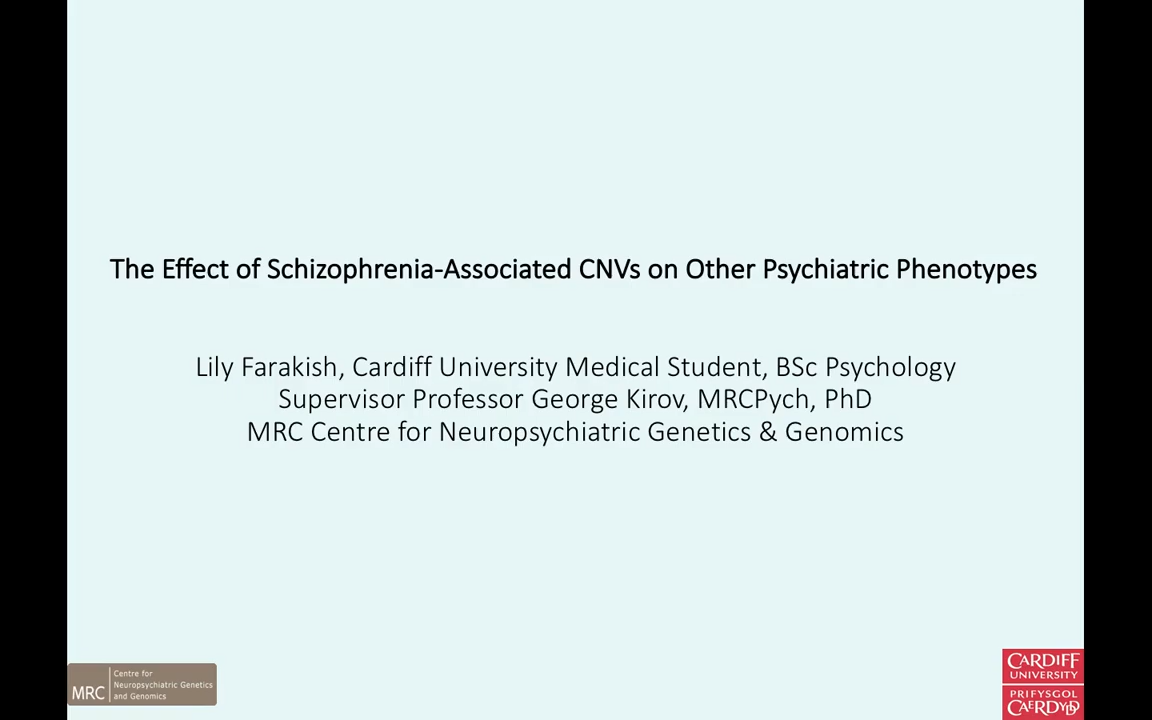 The Effect of Schizophrenia-Associated CNVs on Other Psychiatric Phenotypes
Lily Farakish, Cardiff University Medical Student, BSc Psychology
Supervisor Professor George Kirov, MRCPych, PhD
MRC Centre for Neuropsychiatric Genetics & Genomics
MRC
Centre for
Neuropsychiatric Genetics
and Genomics
CARDIFF
UNIVERSITY
PRIFYSGOL
CAERDYDD